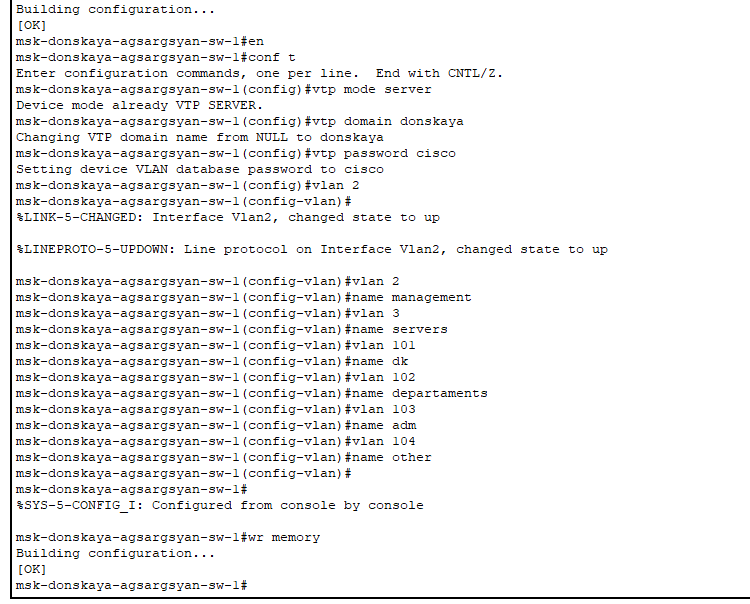 Building configuration...
[OK]
msk-donskaya-agsargsyan-sw-1#en
msk-donskaya-agsargsyan-sw-1#conf t
Enter configuration commands, one per line.  End with CNTL/Z.
msk-donskaya-agsargsyan-sw-1(config)#vtp mode server
Device mode already VTP SERVER.
msk-donskaya-agsargsyan-sw-1(config)#vtp domain donskaya
Changing VTP domain name from NULL to donskaya
msk-donskaya-agsargsyan-sw-1(config)#vtp password cisco
Setting device VLAN database password to cisco
msk-donskaya-agsargsyan-sw-1(config)#vlan 2
msk-donskaya-agsargsyan-sw-1(config-vlan)#
%LINK-5-CHANGED: Interface Vlan2, changed state to up
%LINEPROTO-5-UPDOWN: Line protocol on Interface Vlan2, changed state to up
msk-donskaya-agsargsyan-sw-1(config-vlan)#vlan 2
msk-donskaya-agsargsyan-sw-1(config-vlan)#name management
msk-donskaya-agsargsyan-sw-1(config-vlan)#vlan 3
msk-donskaya-agsargsyan-sw-1(config-vlan)#name servers
msk-donskaya-agsargsyan-sw-1(config-vlan)#vlan 101
msk-donskaya-agsargsyan-sw-1(config-vlan)#name dk
msk-donskaya-agsargsyan-sw-1(config-vlan)#vlan 102
msk-donskaya-agsargsyan-sw-1(config-vlan)#name departaments
msk-donskaya-agsargsyan-sw-1(config-vlan)#vlan 103
msk-donskaya-agsargsyan-sw-1(config-vlan)#name adm
msk-donskaya-agsargsyan-sw-1(config-vlan)#vlan 104
msk-donskaya-agsargsyan-sw-1(config-vlan)#name other
msk-donskaya-agsargsyan-sw-1(config-vlan)#
msk-donskaya-agsargsyan-sw-1#
%SYS-5-CONFIG_I: Configured from console by console
msk-donskaya-agsargsyan-sw-1#wr memory
Building configuration...
[OK]
msk-donskaya-agsargsyan-sw-1#